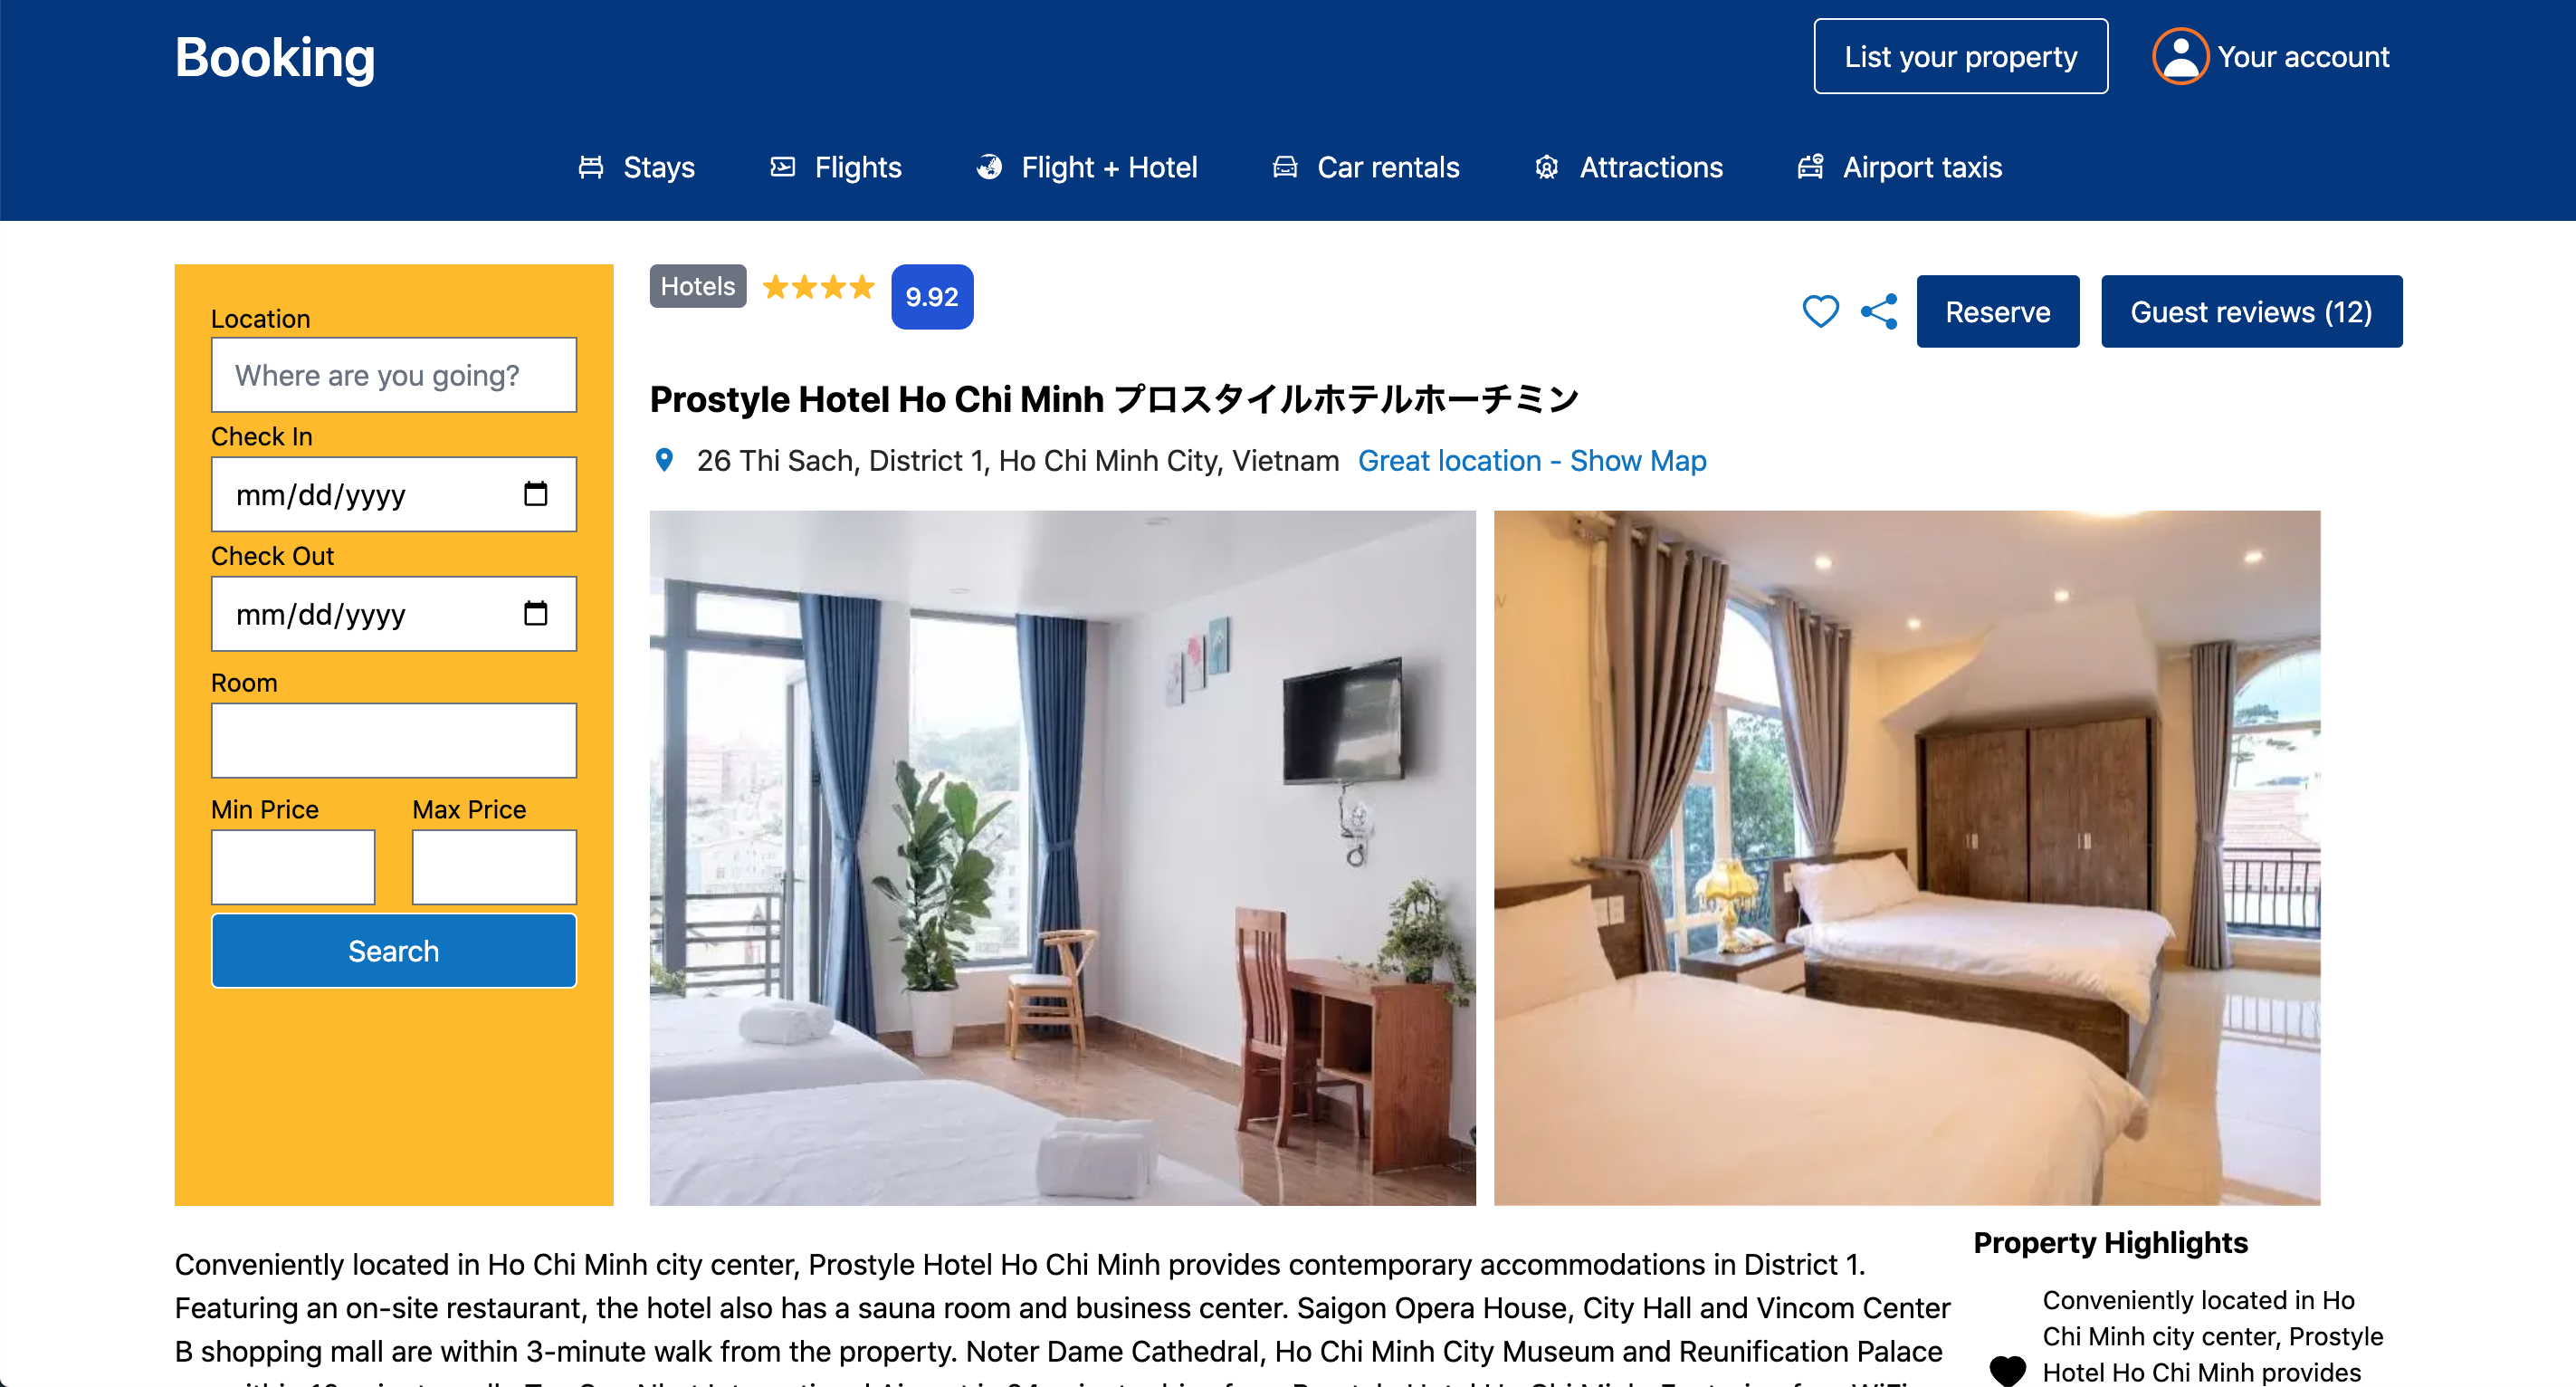 Booking
List your property
Your account
Stays
Flights
Flight + Hotel
Car rentals
Attractions
Airport taxis
Location
Where are you going?
Check In
mm/dd/yyyy
Check Out
mm/dd/yyyy
Room
Min Price
Max Price
Search
Hotels
9.92
Reserve
Guest reviews (12)
Prostyle Hotel Ho Chi Minh プロスタイルホテルホーチミン
26 Thi Sach, District 1, Ho Chi Minh City, Vietnam Great location - Show Map
Conveniently located in Ho Chi Minh city center, Prostyle Hotel Ho Chi Minh provides contemporary accommodations in District 1.
Featuring an on-site restaurant, the hotel also has a sauna room and business center. Saigon Opera House, City Hall and Vincom Center
B shopping mall are within 3-minute walk from the property. Noter Dame Cathedral, Ho Chi Minh City Museum and Reunification Palace
Property Highlights
Conveniently located in Ho
Chi Minh city center, Prostyle
Hotel Ho Chi Minh provides